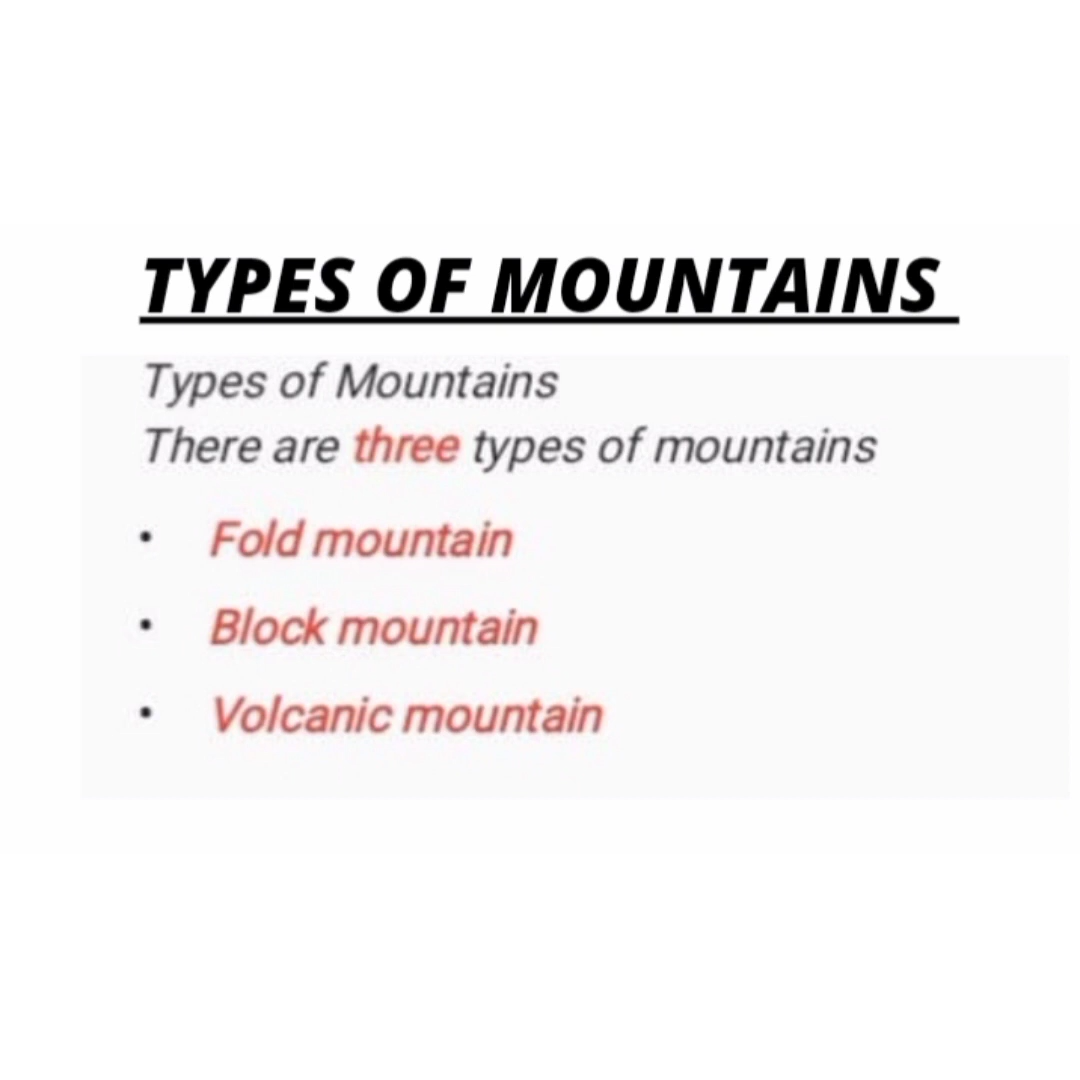 TYPES OF MOUNTAINS
Types of Mountains
There are three types of mountains
• Fold mountain
• Block mountain
• Volcanic mountain